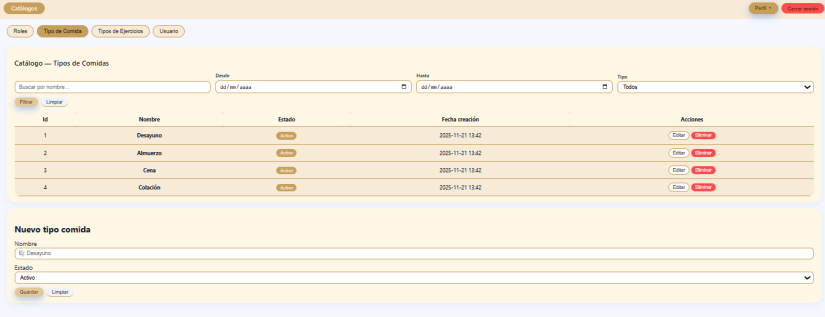 Catálogos Perfil Cerrar sesión
Roles Tipo de Comida Tipos de Ejercicios Usuario
Catálogo — Tipos de Comidas
Desde Hasta Tipo
Buscar por nombre... dd/mm/aaaa dd/mm/aaaa Todos
Filtrar Limpiar
Id Nombre Estado Fecha creación Acciones
1 Desayuno Activo 2025-11-21 13:42 Editar Eliminar
2 Almuerzo Activo 2025-11-21 13:42 Editar Eliminar
3 Cena Activo 2025-11-21 13:42 Editar Eliminar
4 Colación Activo 2025-11-21 13:42 Editar Eliminar
Nuevo tipo comida
Nombre
Ej: Desayuno
Estado
Activo
Guardar Limpiar